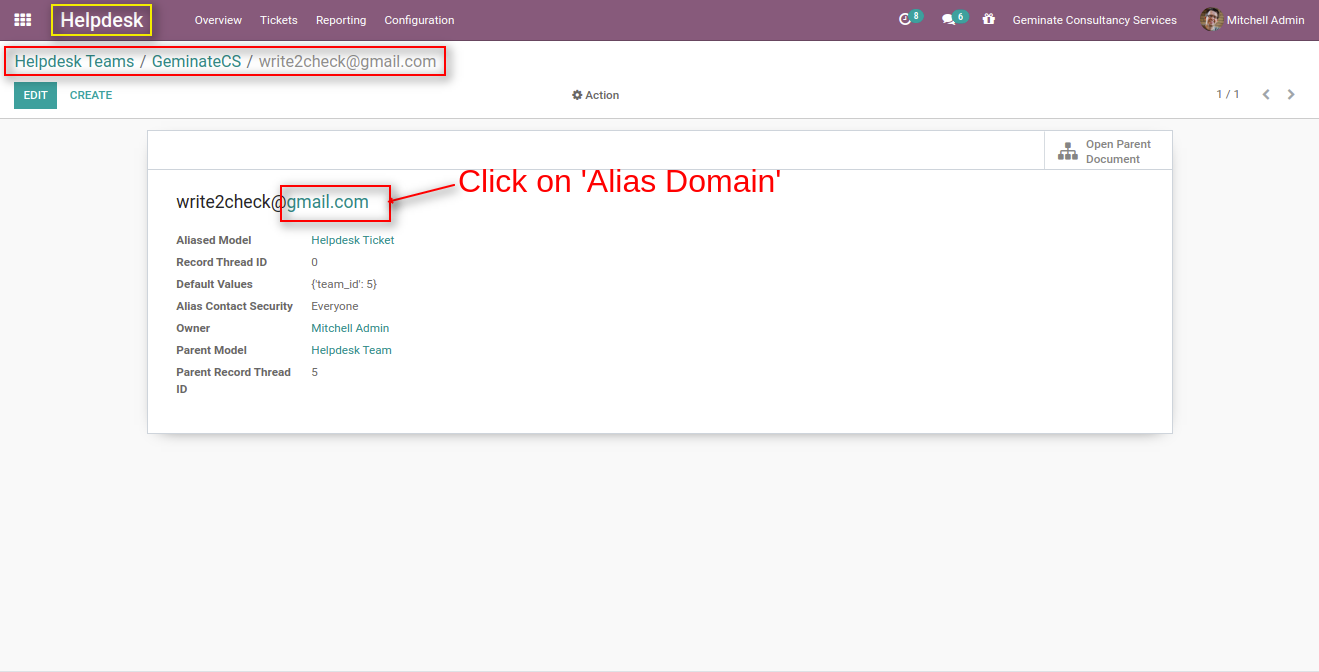 Helpdesk Overview Tickets Reporting Configuration 8 6 Geminate Consultancy Services Mitchell Admin
Helpdesk Teams / GeminateCS / write2check@gmail.com
EDIT CREATE Action 1 / 1
Open Parent
Document
Click on 'Alias Domain'
write2check@gmail.com
Aliased Model Helpdesk Ticket
Record Thread ID 0
Default Values {'team_id': 5}
Alias Contact Security Everyone
Owner Mitchell Admin
Parent Model Helpdesk Team
Parent Record Thread 5
ID